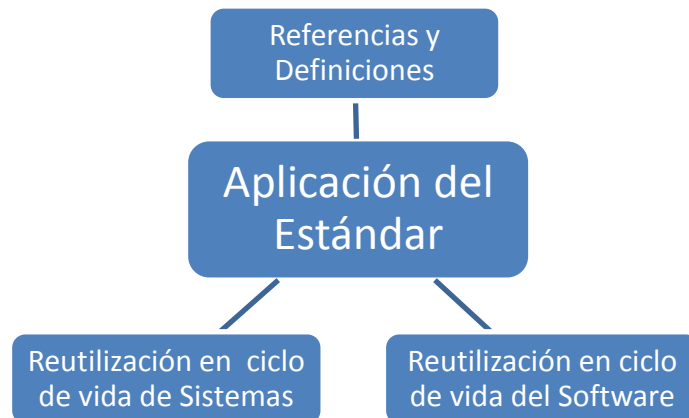 Referencias y
Definiciones
Aplicación del
Estándar
Reutilización en ciclo
de vida de Sistemas
Reutilización en ciclo
de vida del Software